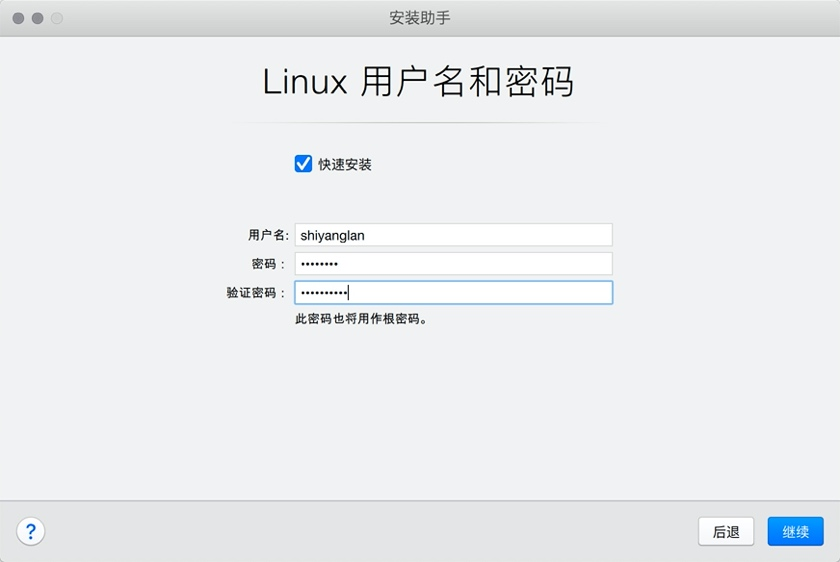 安装助手
Linux 用户名和密码
快速安装
用户名: shiyanglan
密码： ••••••••
验证密码： ••••••••••
此密码也将用作根密码。
?
后退
继续